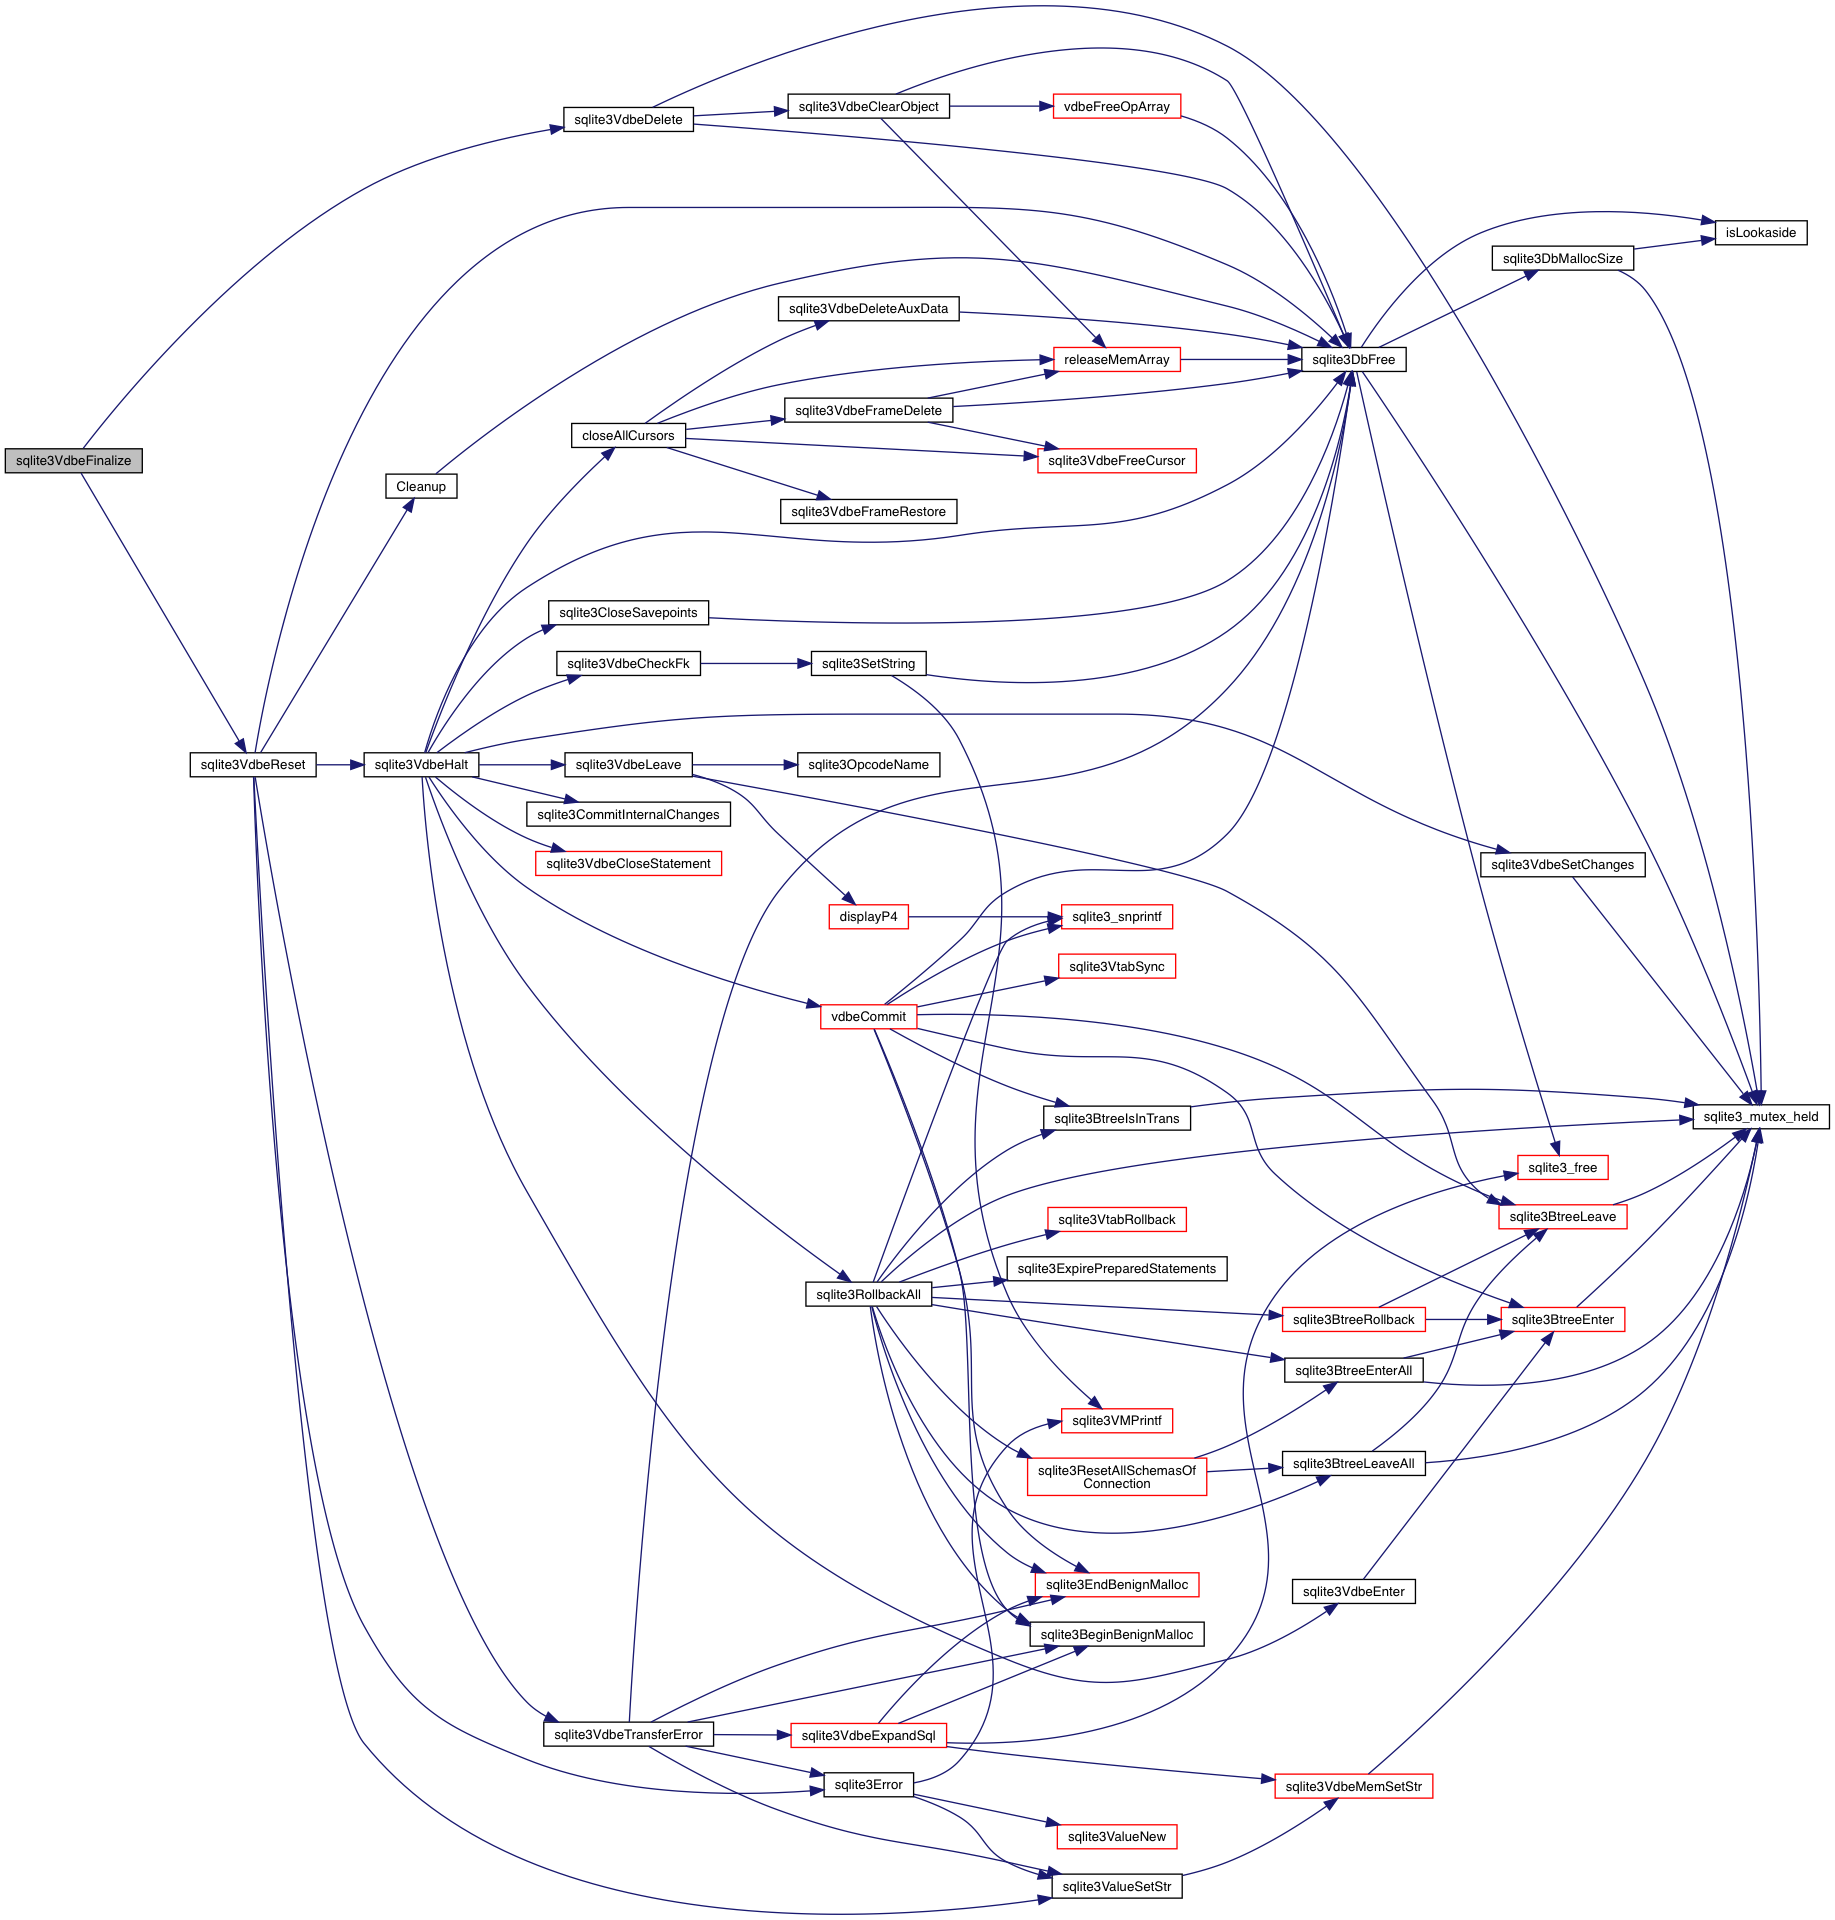 sqlite3VdbeDelete
sqlite3VdbeClearObject
vdbeFreeOpArray
isLookaside
sqlite3DbMallocSize
sqlite3VdbeDeleteAuxData
releaseMemArray
sqlite3DbFree
sqlite3VdbeFrameDelete
closeAllCursors
sqlite3VdbeFinalize
sqlite3VdbeFreeCursor
Cleanup
sqlite3VdbeFrameRestore
sqlite3CloseSavepoints
sqlite3VdbeCheckFk
sqlite3SetString
sqlite3VdbeReset
sqlite3VdbeHalt
sqlite3VdbeLeave
sqlite3OpcodeName
sqlite3CommitInternalChanges
sqlite3VdbeCloseStatement
sqlite3VdbeSetChanges
displayP4
sqlite3_snprintf
sqlite3VtabSync
vdbeCommit
sqlite3BtreeIsInTrans
sqlite3_mutex_held
sqlite3_free
sqlite3VtabRollback
sqlite3BtreeLeave
sqlite3ExpirePreparedStatements
sqlite3RollbackAll
sqlite3BtreeRollback
sqlite3BtreeEnter
sqlite3BtreeEnterAll
sqlite3VMPrintf
sqlite3ResetAllSchemasOf
Connection
sqlite3BtreeLeaveAll
sqlite3EndBenignMalloc
sqlite3VdbeEnter
sqlite3BeginBenignMalloc
sqlite3VdbeTransferError
sqlite3VdbeExpandSql
sqlite3Error
sqlite3VdbeMemSetStr
sqlite3ValueNew
sqlite3ValueSetStr